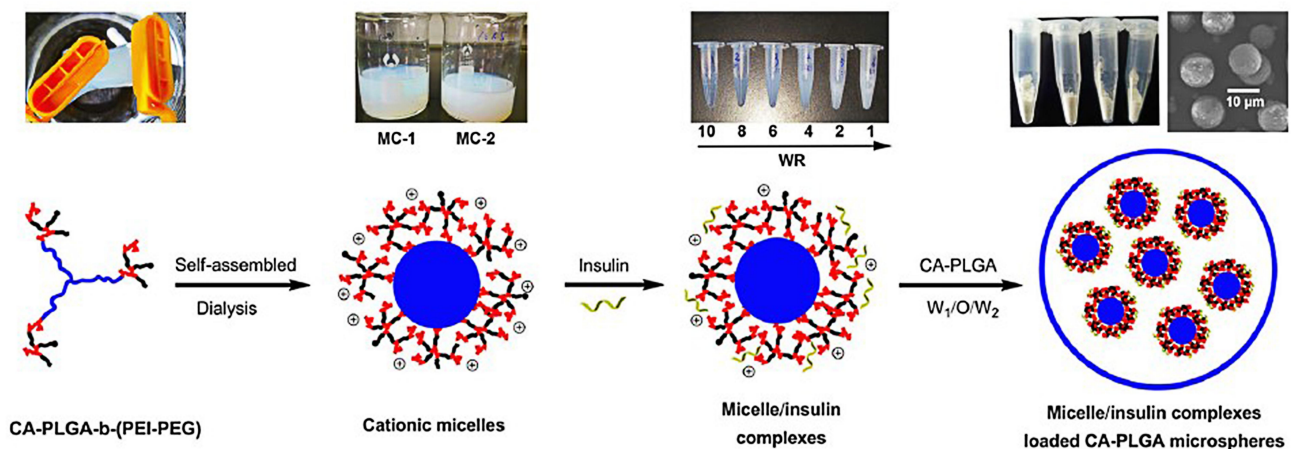 MC-1 MC-2
10 8 6 4 2 1
WR
10 μm
Self-assembled
Dialysis
Insulin
CA-PLGA
W₁/O/W₂
CA-PLGA-b-(PEI-PEG)
Cationic micelles
Micelle/insulin
complexes
Micelle/insulin complexes
loaded CA-PLGA microspheres